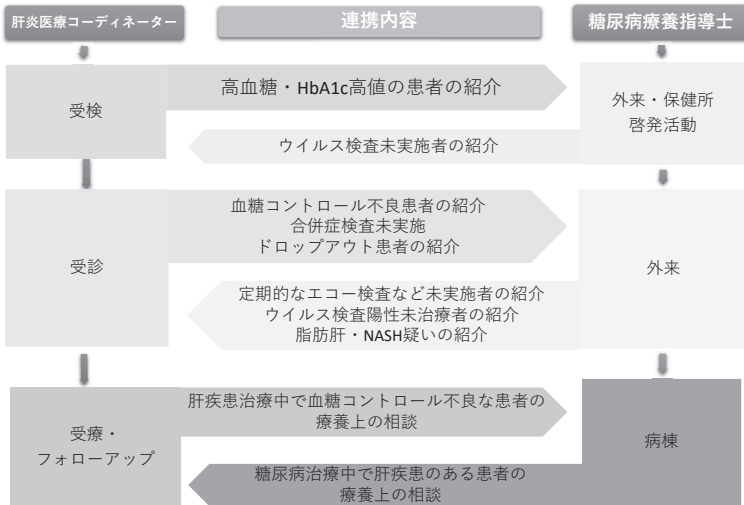 肝炎医療コーディネーター
連携内容
糖尿病療養指導士
受検
高血糖・HbA1c高値の患者の紹介
ウイルス検査未実施者の紹介
外来・保健所
啓発活動
受診
血糖コントロール不良患者の紹介
合併症検査未実施
ドロップアウト患者の紹介
定期的なエコー検査など未実施者の紹介
ウイルス検査陽性未治療者の紹介
脂肪肝・NASH疑いの紹介
外来
受療・
フォローアップ
肝疾患治療中で血糖コントロール不良な患者の
療養上の相談
糖尿病治療中で肝疾患のある患者の
療養上の相談
病棟